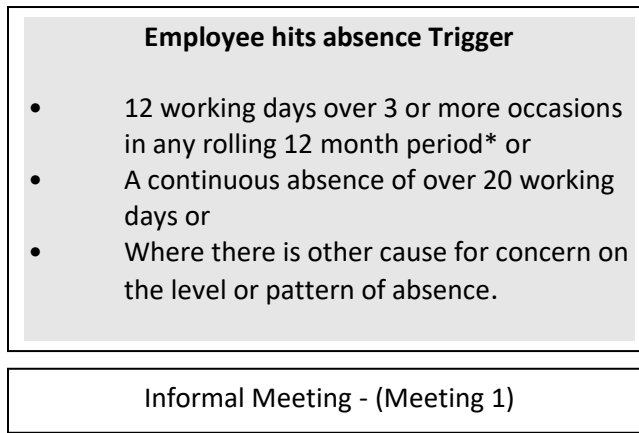 Employee hits absence Trigger
• 12 working days over 3 or more occasions
in any rolling 12 month period* or
• A continuous absence of over 20 working
days or
• Where there is other cause for concern on
the level or pattern of absence.
Informal Meeting - (Meeting 1)